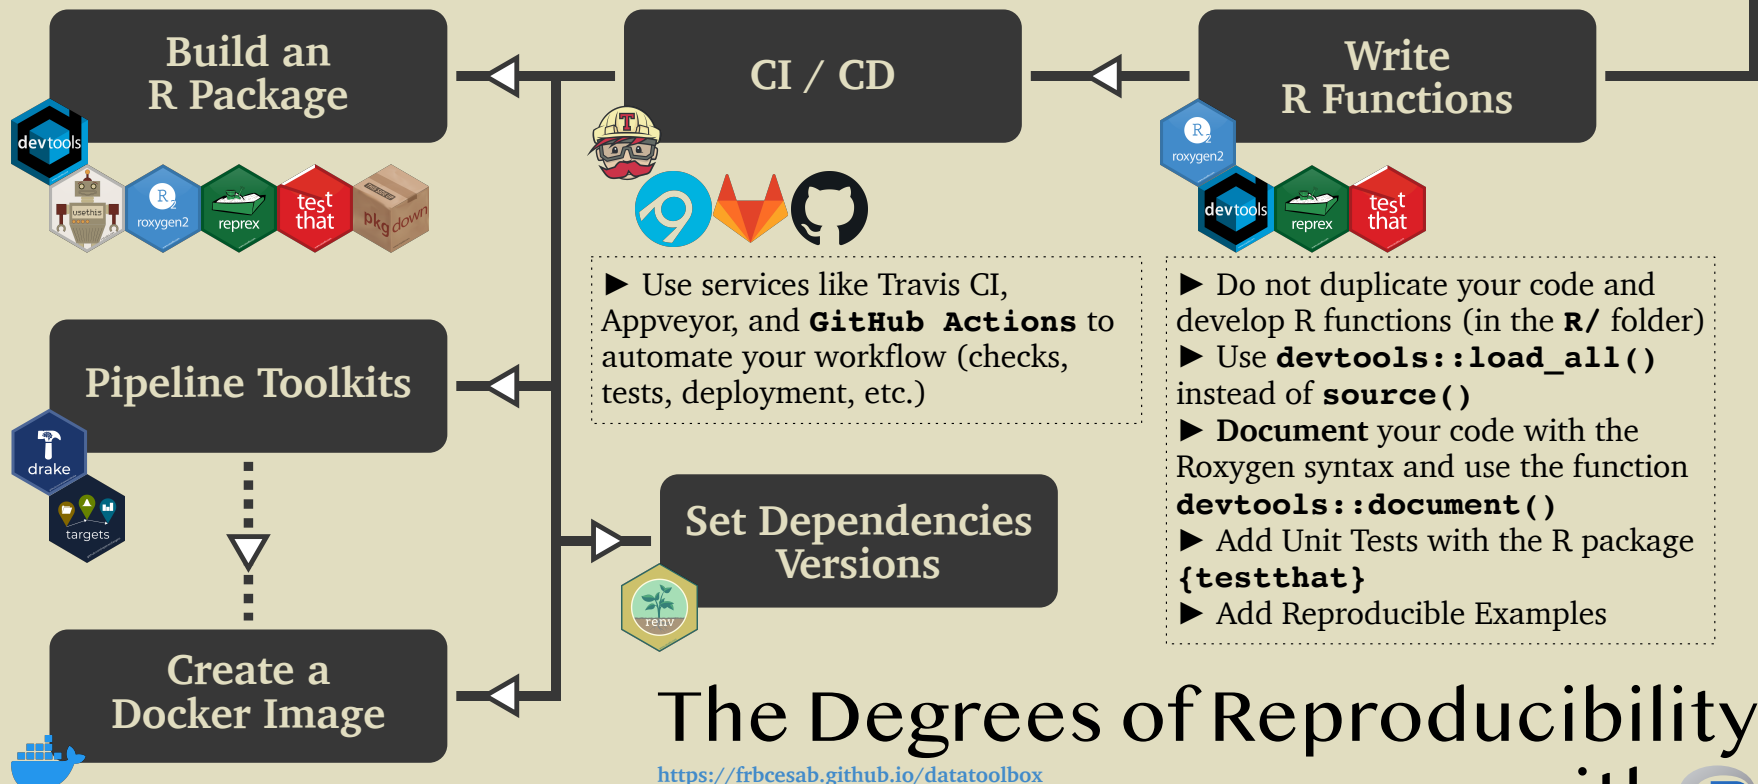 Build an
R Package
devtools
usethis
R
roxygen2
reprex
test
that
THIS SIDE UP
pkgdown
CI / CD
T
► Use services like Travis CI,
Appveyor, and GitHub Actions to
automate your workflow (checks,
tests, deployment, etc.)
Write
R Functions
R
roxygen2
devtools
reprex
test
that
► Do not duplicate your code and
develop R functions (in the R/ folder)
► Use devtools::load_all()
instead of source()
► Document your code with the
Roxygen syntax and use the function
devtools::document()
► Add Unit Tests with the R package
{testthat}
► Add Reproducible Examples
Pipeline Toolkits
drake
targets
Set Dependencies
Versions
renv
Create a
Docker Image
The Degrees of Reproducibility
https://frbcesab.github.io/datatoolbox